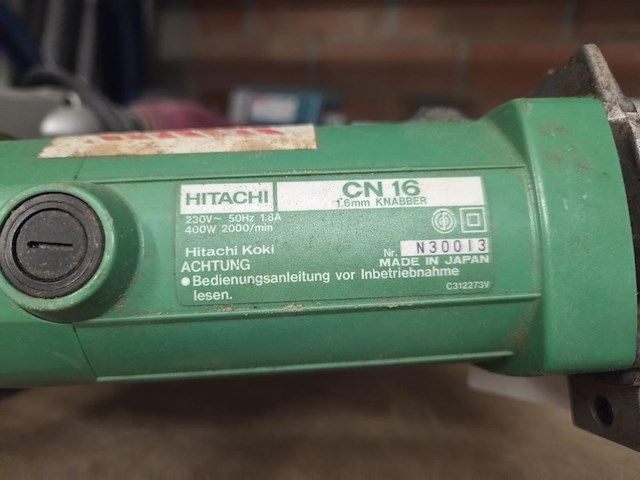 HITACHI
CN 16
1.6mm KNABBER
230V~ 50Hz 1.8A
400W 2000/min
Hitachi Koki
Nr. N30013
MADE IN JAPAN
ACHTUNG
● Bedienungsanleitung vor Inbetriebnahme
lesen.
C312273V